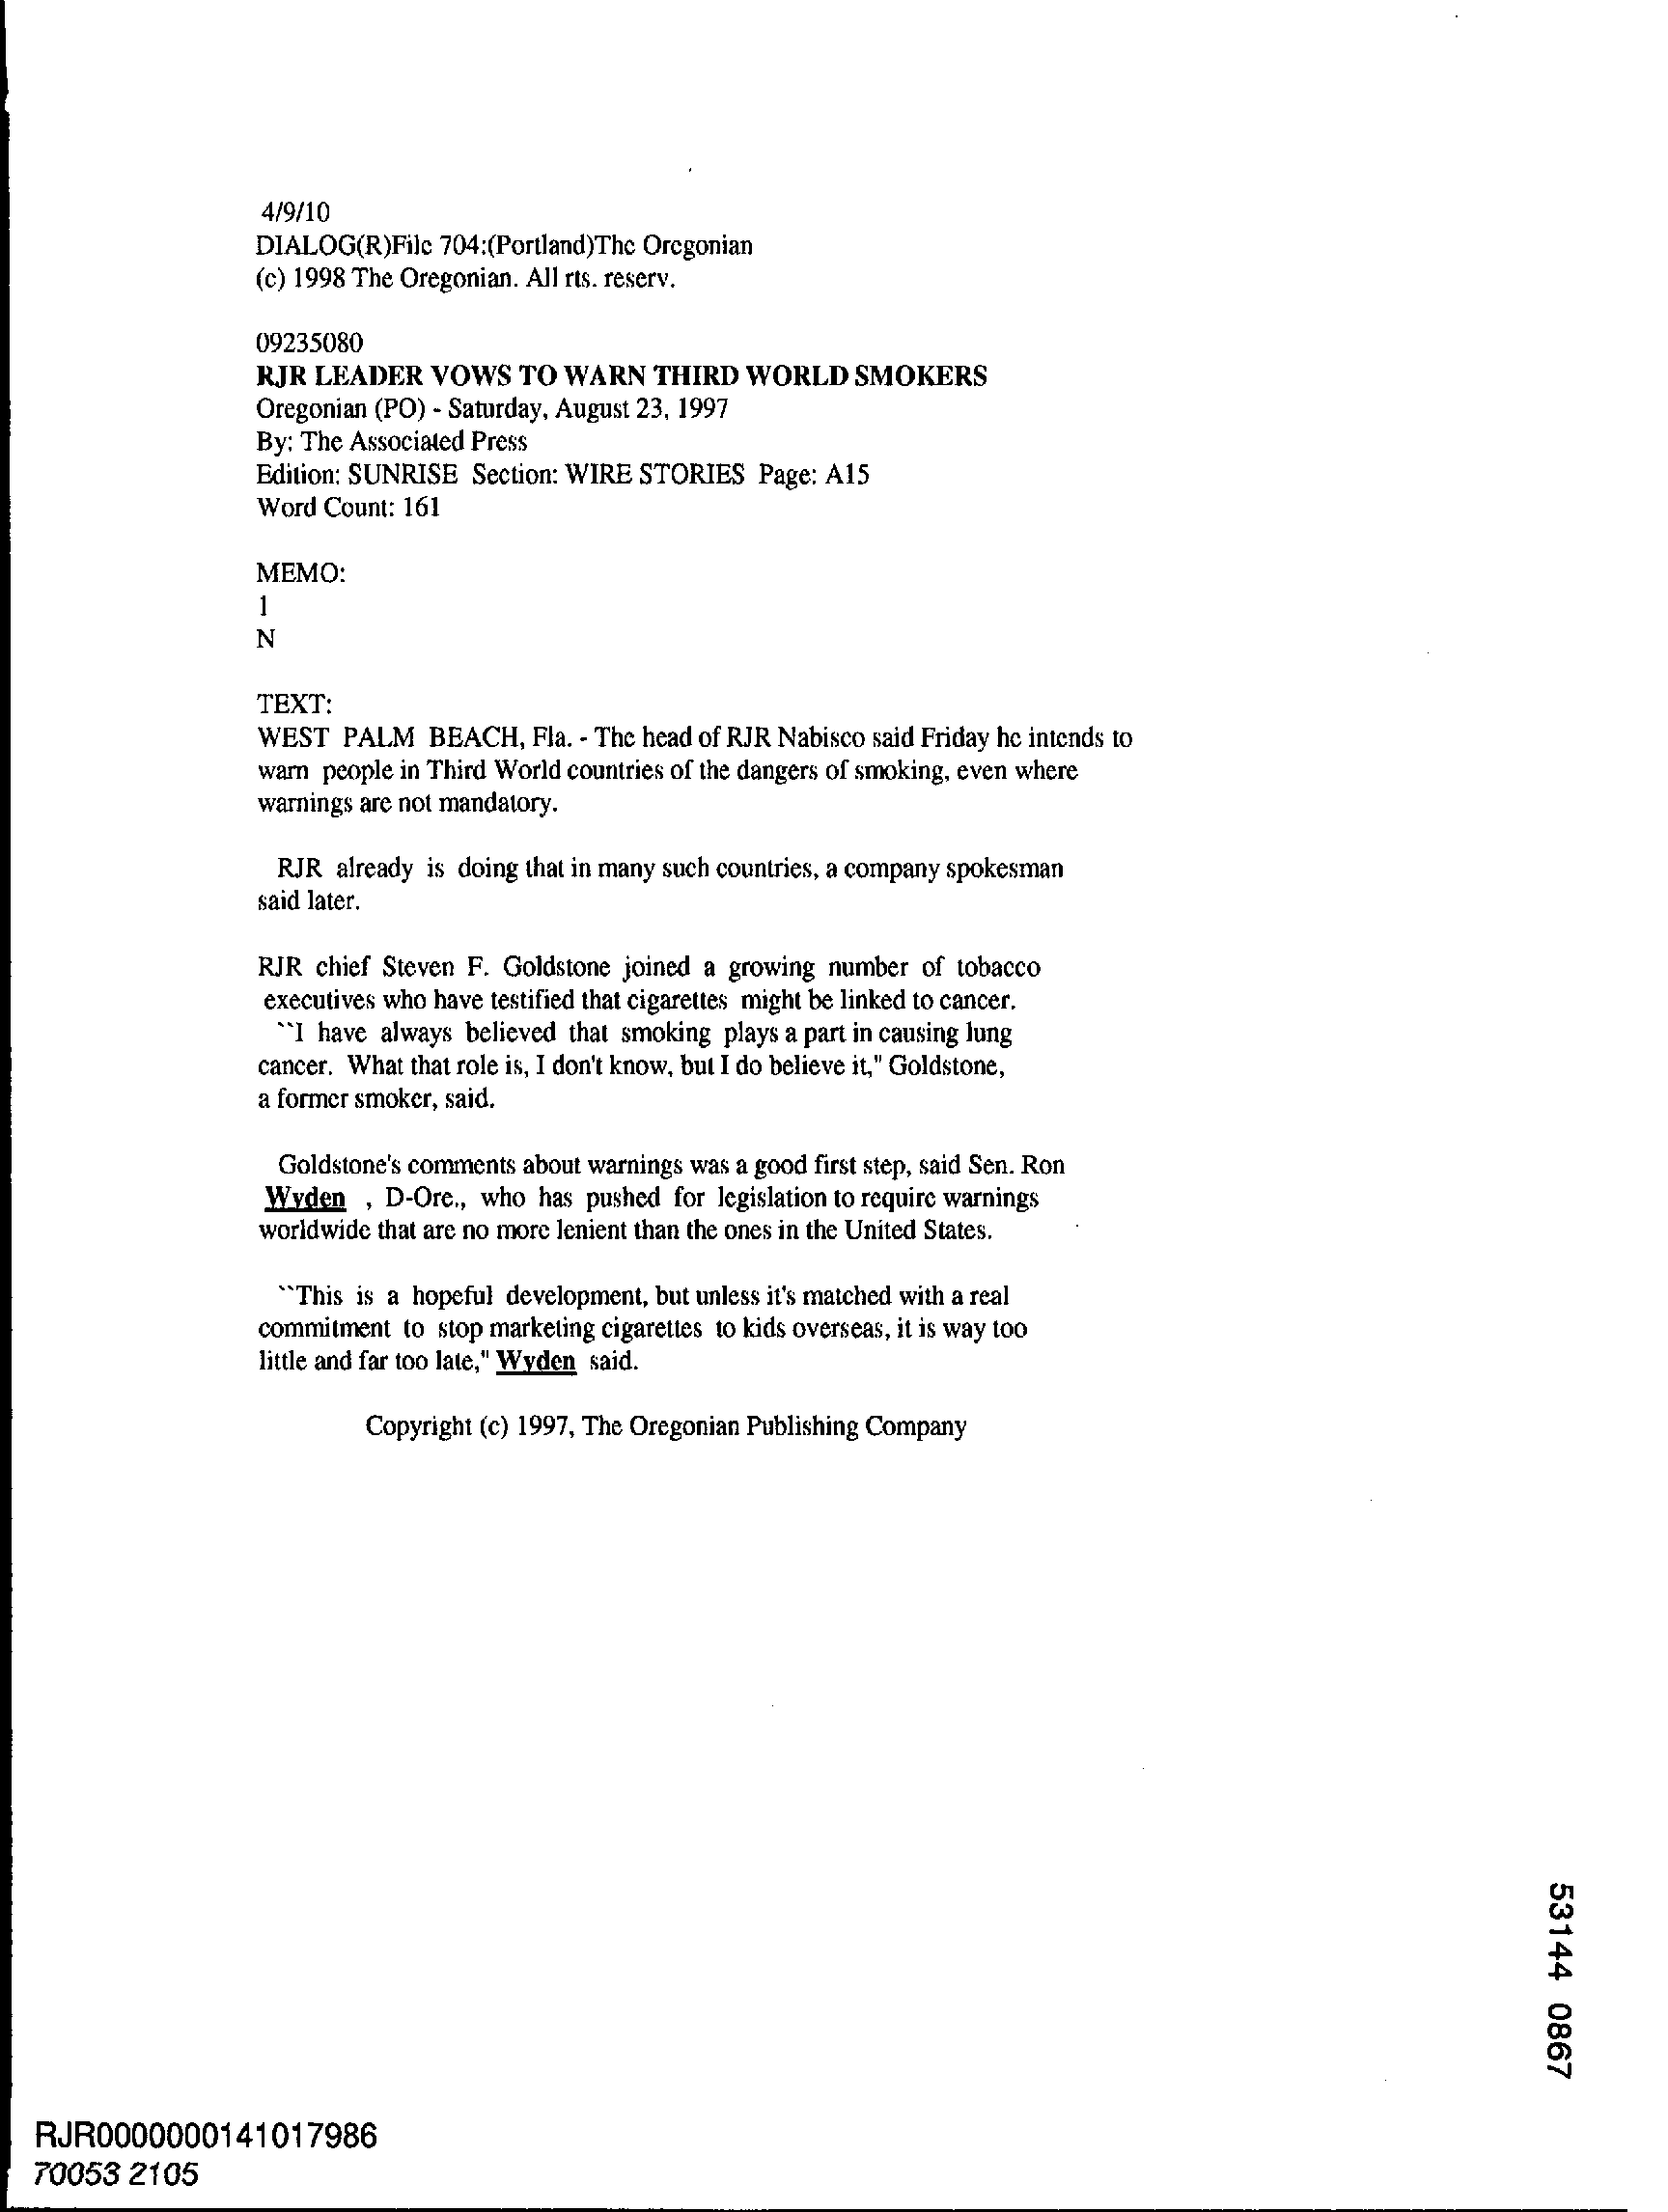 4/9/10
DIALOG(R)File 704:(Portland)The Oregonian
(c) 1998 The Oregonian. All rts. reserv.
09235080
RJR LEADER VOWS TO WARN THIRD WORLD SMOKERS
Oregonian (PO) - Saturday, August 23, 1997
By: The Associated Press
Edition: SUNRISE Section: WIRE STORIES Page: A15
Word Count: 161
MEMO:
1
N
TEXT:
WEST PALM BEACH, Fla. - The head of RJR Nabisco said Friday he intends to
warn people in Third World countries of the dangers of smoking, even where
warnings are not mandatory.
RJR already is doing that in many such countries, a company spokesman
said later.
RJR chief Steven F. Goldstone joined a growing number of tobacco
executives who have testified that cigarettes might be linked to cancer.
``I have always believed that smoking plays a part in causing lung
cancer. What that role is, I don't know, but I do believe it," Goldstone,
a former smoker, said.
Goldstone's comments about warnings was a good first step, said Sen. Ron
Wyden , D-Ore., who has pushed for legislation to require warnings
worldwide that are no more lenient than the ones in the United States.
``This is a hopeful development, but unless it's matched with a real
commitment to stop marketing cigarettes to kids overseas, it is way too
little and far too late," Wyden said.
Copyright (c) 1997, The Oregonian Publishing Company
53144 0867
RJR0000000141017986
70053 2105